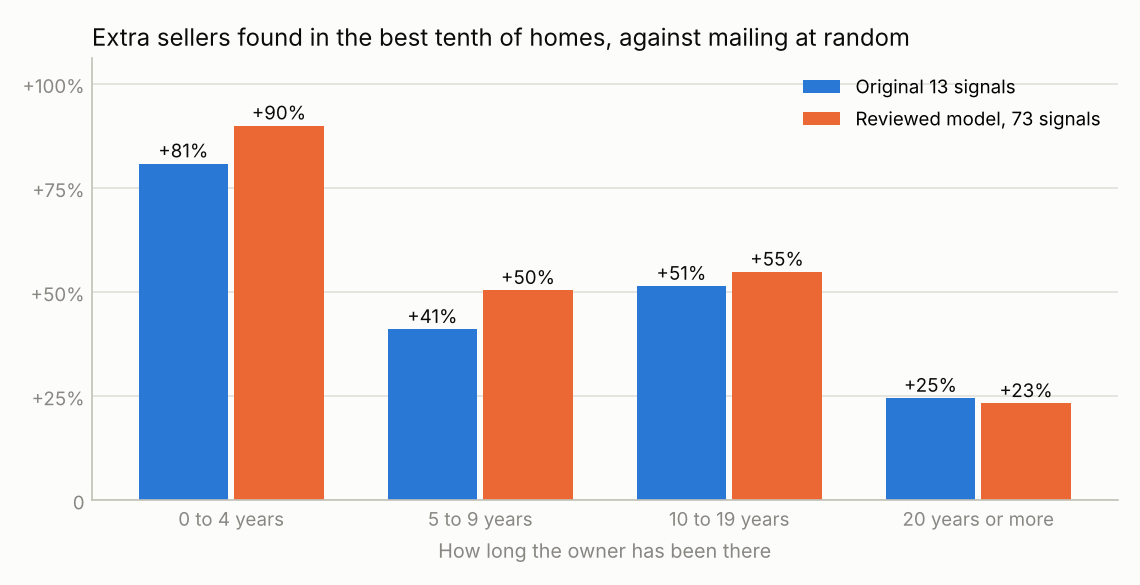 Extra sellers found in the best tenth of homes, against mailing at random
Original 13 signals
Reviewed model, 73 signals
+100%
+75%
+50%
+25%
0
+81%
+90%
+41%
+50%
+51%
+55%
+25%
+23%
0 to 4 years
5 to 9 years
10 to 19 years
20 years or more
How long the owner has been there